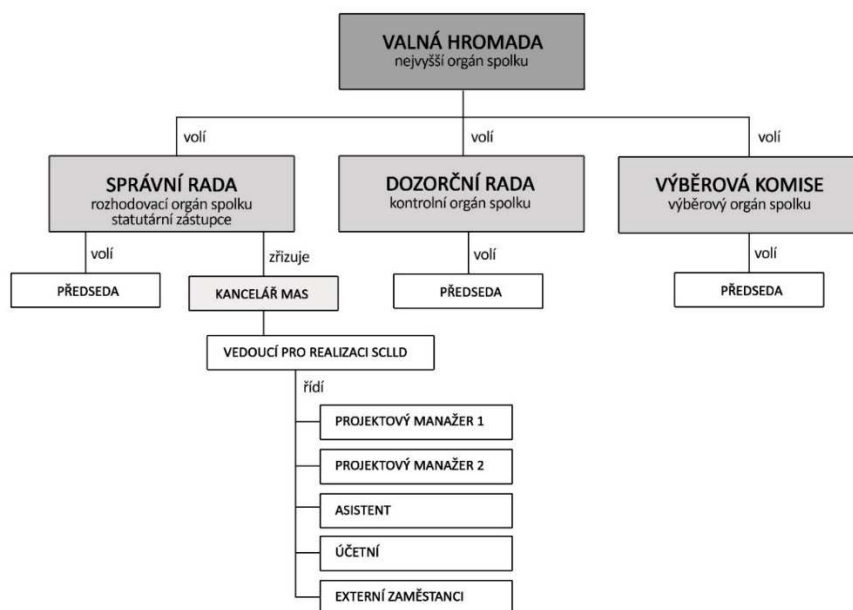 VALNÁ HROMADA
nejvyšší orgán spolku
volí
volí
volí
SPRÁVNÍ RADA
rozhodovací orgán spolku
statutární zástupce
DOZORČNÍ RADA
kontrolní orgán spolku
VÝBĚROVÁ KOMISE
výběrový orgán spolku
volí
zřizuje
volí
volí
PŘEDSEDA
KANCELÁŘ MAS
PŘEDSEDA
PŘEDSEDA
VEDOUCÍ PRO REALIZACI SCLLD
řídí
PROJEKTOVÝ MANAŽER 1
PROJEKTOVÝ MANAŽER 2
ASISTENT
ÚČETNÍ
EXTERNÍ ZAMĚSTANCI